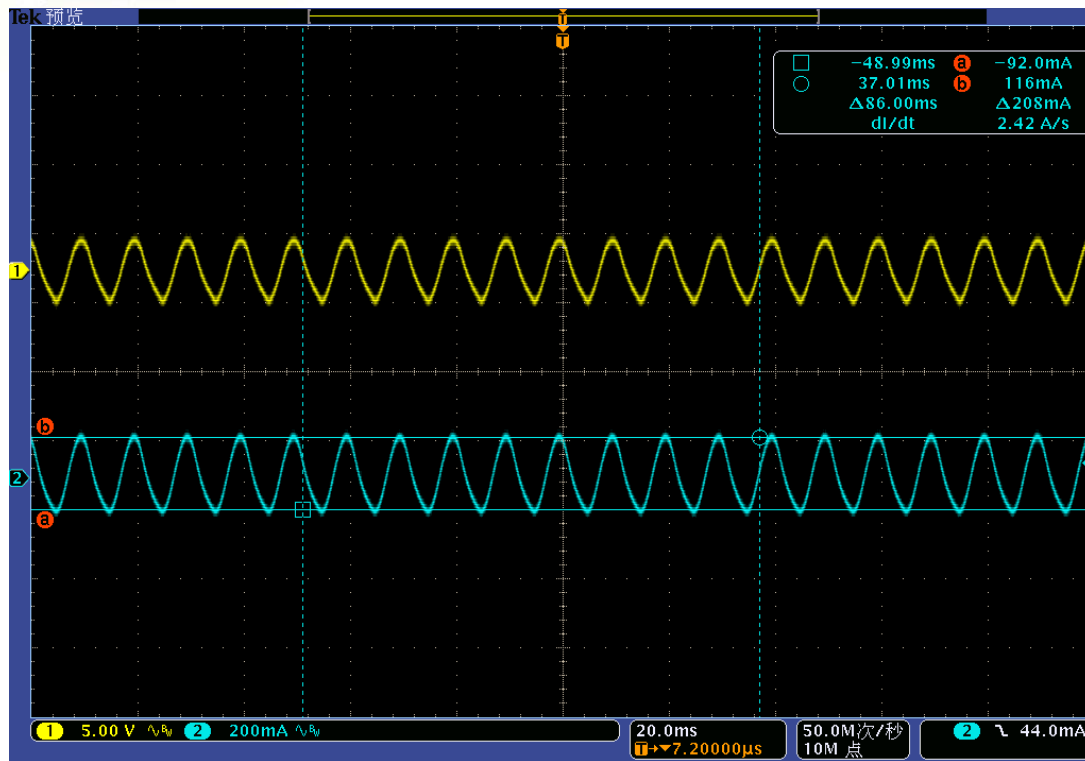 Tek 预览
T
T
□ -48.99ms a -92.0mA
○ 37.01ms b 116mA
Δ86.00ms Δ208mA
dI/dt 2.42 A/s
1
b
2
a
1 5.00 V ∿BW 2 200mA ∿BW
20.0ms
T→▼7.20000µs
50.0M次/秒
10M 点
2 ㄟ 44.0mA